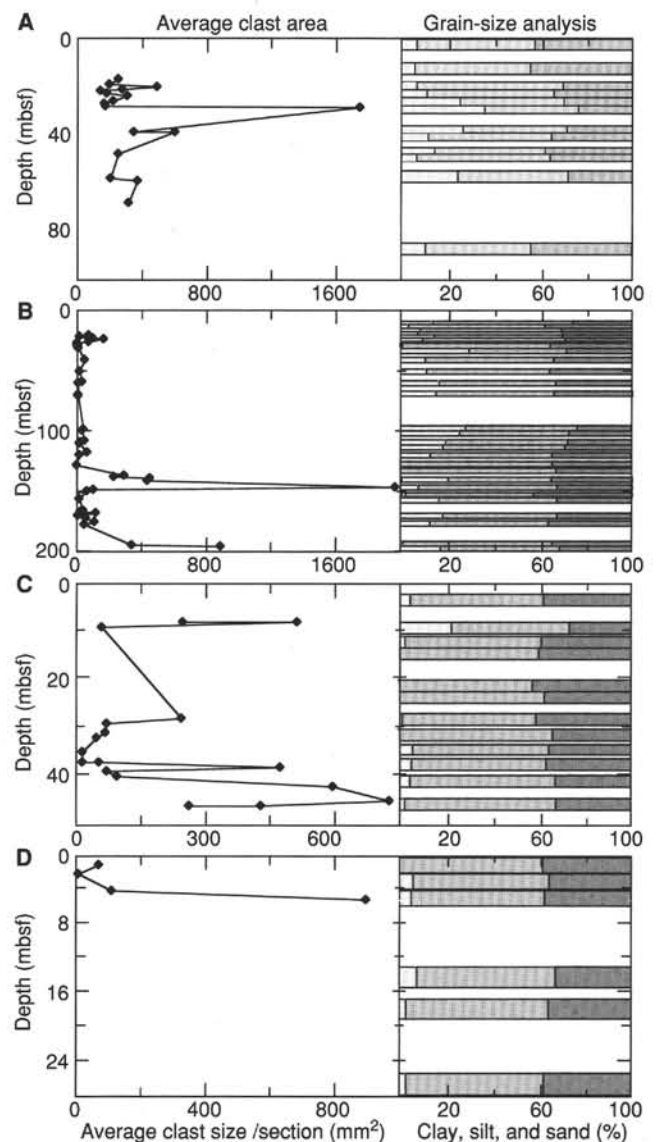 A Average clast area Grain-size analysis
0
40
80
Depth (mbsf)
0 800 1600 20 60 100
B
0
100
200
Depth (mbsf)
0 800 1600 20 60 100
C
0
20
40
Depth (mbsf)
0 300 600 20 60 100
D
0
8
16
24
Depth (mbsf)
0 400 800 20 60 100
Average clast size /section (mm²) Clay, silt, and sand (%)